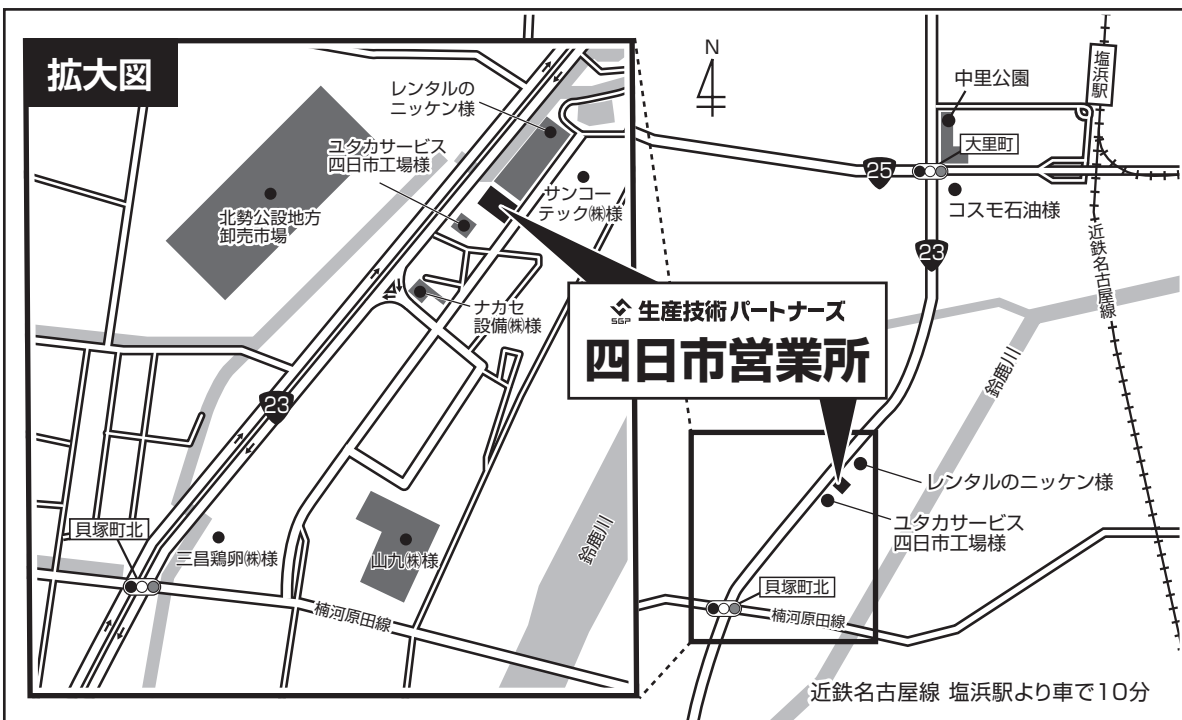 拡大図
レンタルの
ニッケン様
ユタカサービス
四日市工場様
北勢公設地方
卸売市場
サンコー
テック㈱様
ナカセ
設備㈱様
23
貝塚町北
三昌鶏卵㈱様
山九㈱様
鈴鹿川
楠河原田線
N
中里公園
塩浜駅
大里町
25
コスモ石油様
23
近鉄名古屋線
SGP 生産技術パートナーズ
四日市営業所
鈴鹿川
レンタルのニッケン様
ユタカサービス
四日市工場様
貝塚町北
楠河原田線
近鉄名古屋線 塩浜駅より車で10分